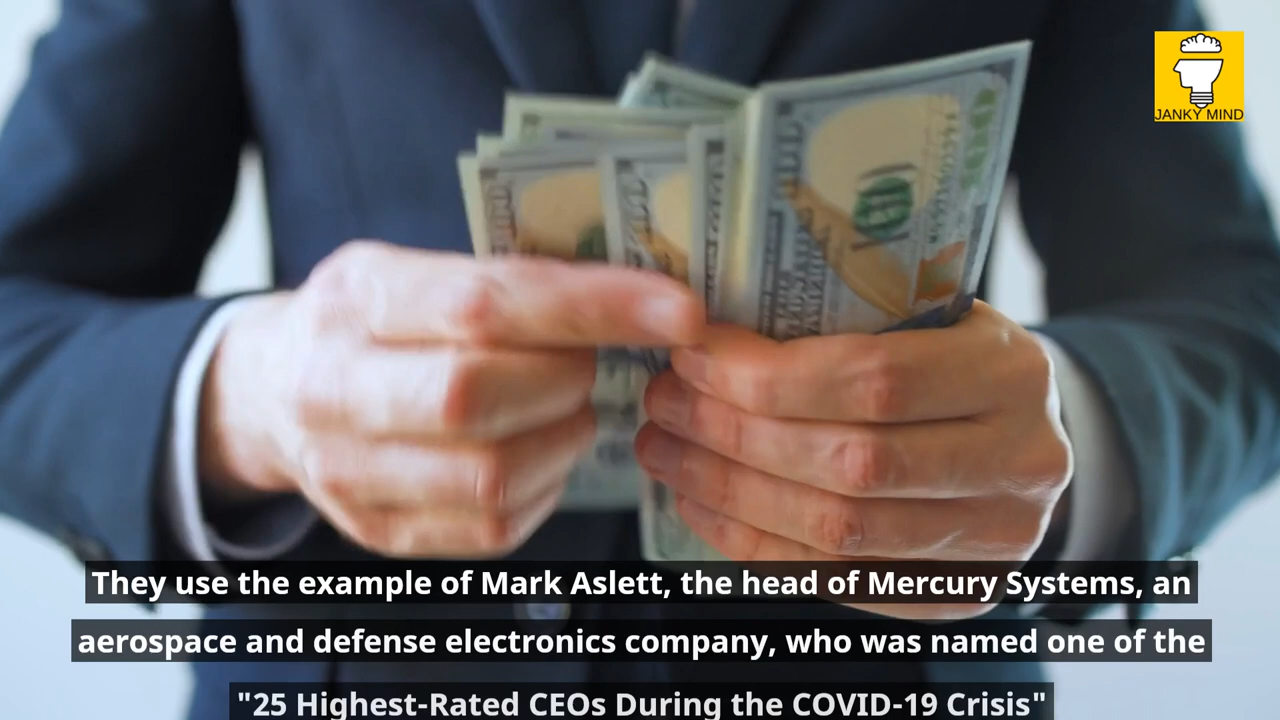 JANKY MIND
100
They use the example of Mark Aslett, the head of Mercury Systems, an
aerospace and defense electronics company, who was named one of the
"25 Highest-Rated CEOs During the COVID-19 Crisis"